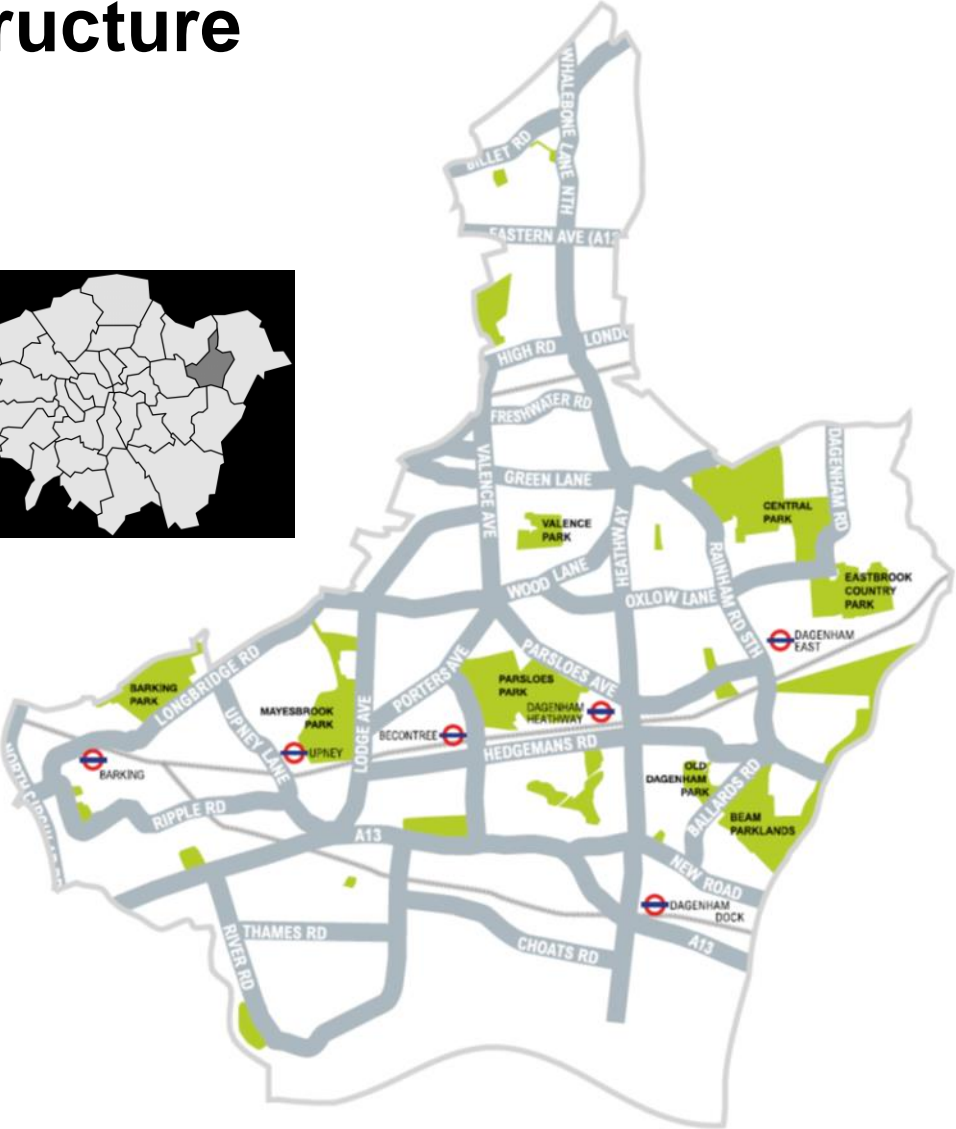 ructure
WHALEBONE LANE NTH
BILLET RD
EASTERN AVE (A12
HIGH RD
LONDO
FRESHWATER RD
VALENCE AVE
GREEN LANE
DAGENHAM RD
CENTRAL
PARK
VALENCE
PARK
HEATHWAY
RAINHAM RD STH
WOOD LANE
OXLOW LANE
EASTBROOK
COUNTRY
PARK
DAGENHAM
EAST
LONGBRIDGE RD
PORTERS AVE
PARSLOES AVE
BARKING
PARK
PARSLOES
PARK
MAYESBROOK
PARK
UPNEY LANE
LODGE AVE
DAGENHAM
HEATHWAY
BECONTREE
UPNEY
HEDGEMANS RD
BARKING
OLD
DAGENHAM
PARK
BALLARDS RD
RIPPLE RD
A13
BEAM
PARKLANDS
NEW ROAD
DAGENHAM
DOCK
RIVER RD
THAMES RD
CHOATS RD
A13